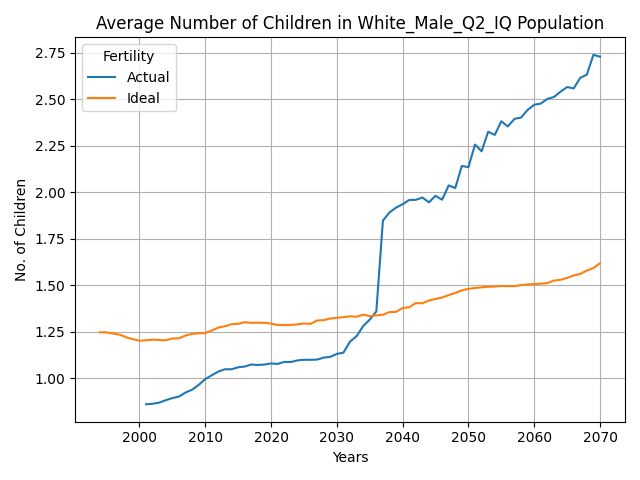 Average Number of Children in White_Male_Q2_IQ Population
Fertility
Actual
Ideal
No. of Children
2.75
2.50
2.25
2.00
1.75
1.50
1.25
1.00
2000 2010 2020 2030 2040 2050 2060 2070
Years